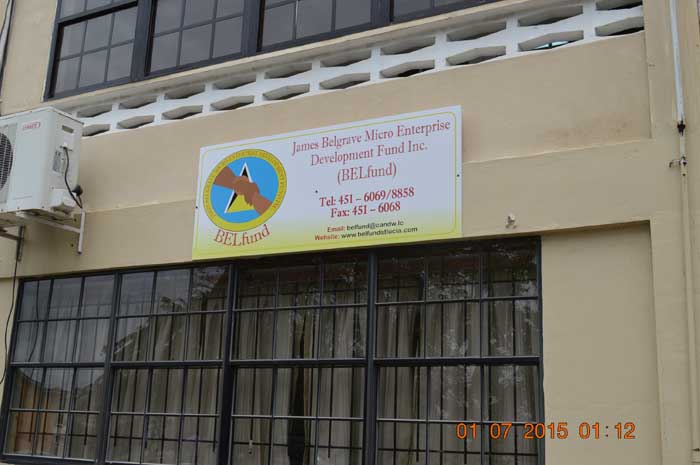 LENNOX
James Belgrave Micro Enterprise
Development Fund Inc.
(BELfund)
Tel: 451 – 6069/8858
Fax: 451 – 6068
Email: belfund@candw.lc
Website: www.belfundstlucia.com
BELfund
01 07 2015 01:12